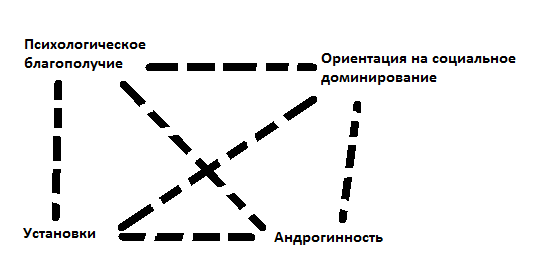 Психологическое
благополучие
Ориентация на социальное
доминирование
Установки
Андрогинность